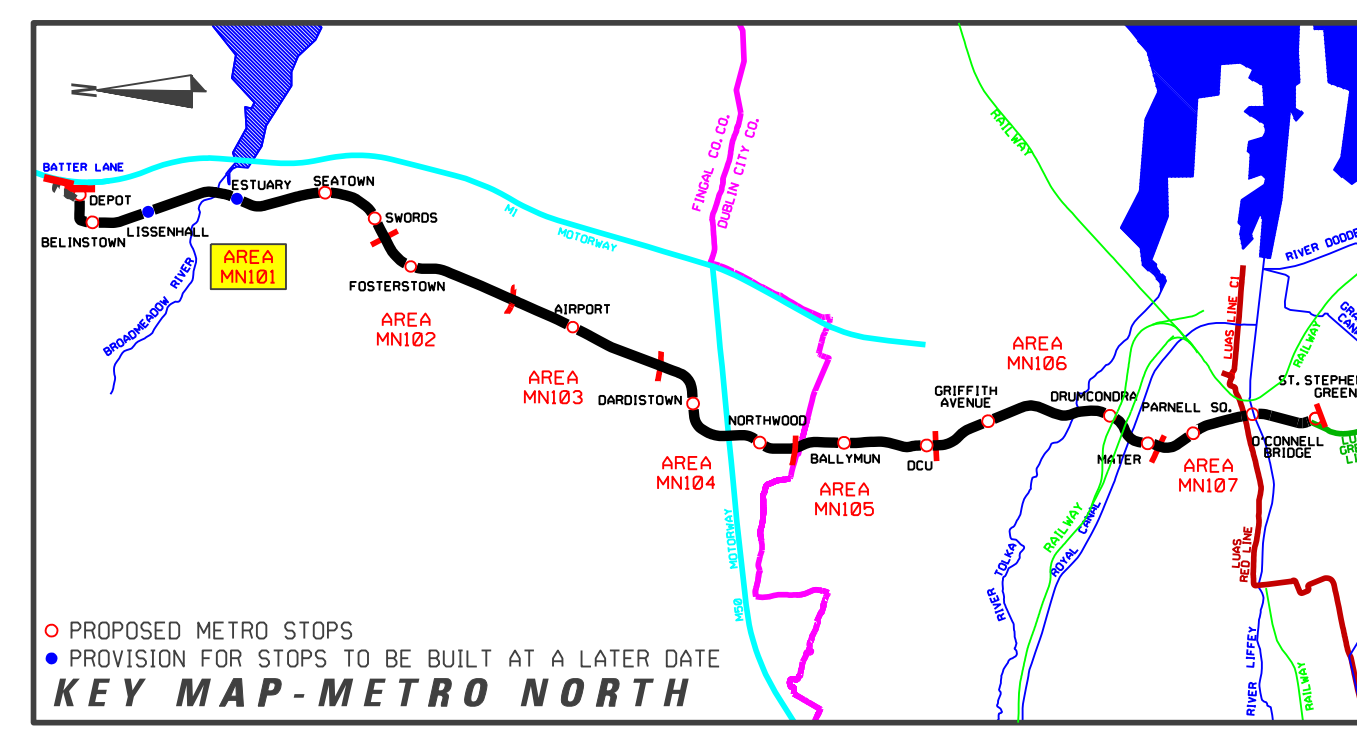 N
BATTER LANE
DEPOT
BELINSTOWN
LISSENHALL
ESTUARY
SEATOWN
SWORDS
AREA
MN101
BROADMEADOW RIVER
FOSTERSTOWN
AREA
MN102
M1
MOTORWAY
FINGAL CO. CO.
DUBLIN CITY CO.
AIRPORT
AREA
MN103
DARDISTOWN
NORTHWOOD
AREA
MN104
MOTORWAY
M50
BALLYMUN
AREA
MN105
DCU
GRIFFITH
AVENUE
AREA
MN106
RAILWAY
DRUMCONDRA
MATER
PARNELL SQ.
AREA
MN107
RIVER TOLKA
RAILWAY
ROYAL CANAL
LUAS LINE C1
RIVER DODDE
GRA
CANA
RAILWAY
ST. STEPHE
GREEN
O'CONNELL
BRIDGE
LUAS
RED LINE
RIVER LIFFEY
RAILWAY
PROPOSED METRO STOPS
PROVISION FOR STOPS TO BE BUILT AT A LATER DATE
KEY MAP-METRO NORTH